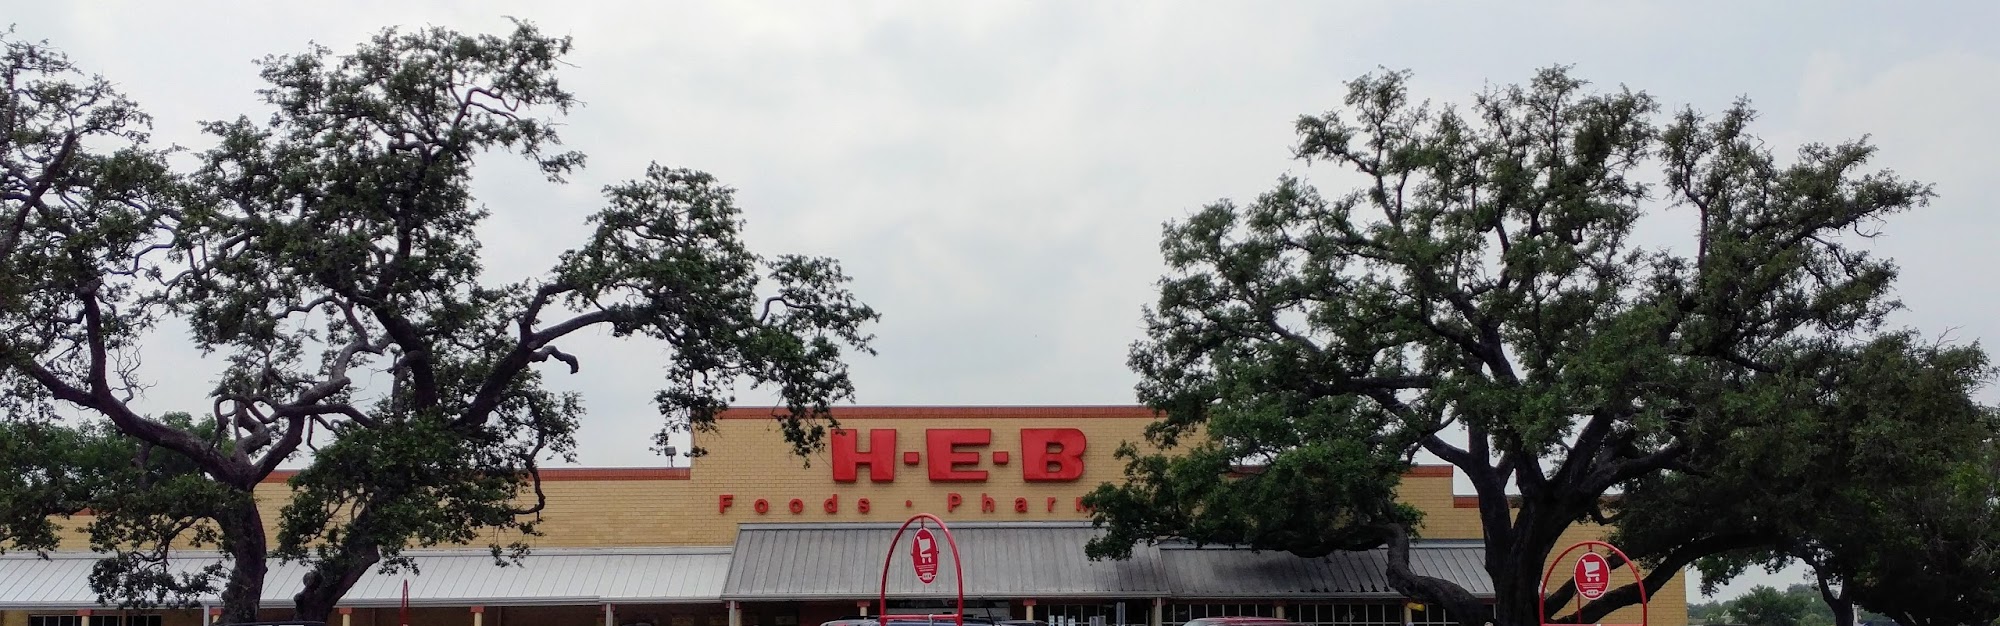 H-E-B
Foods · Pharm